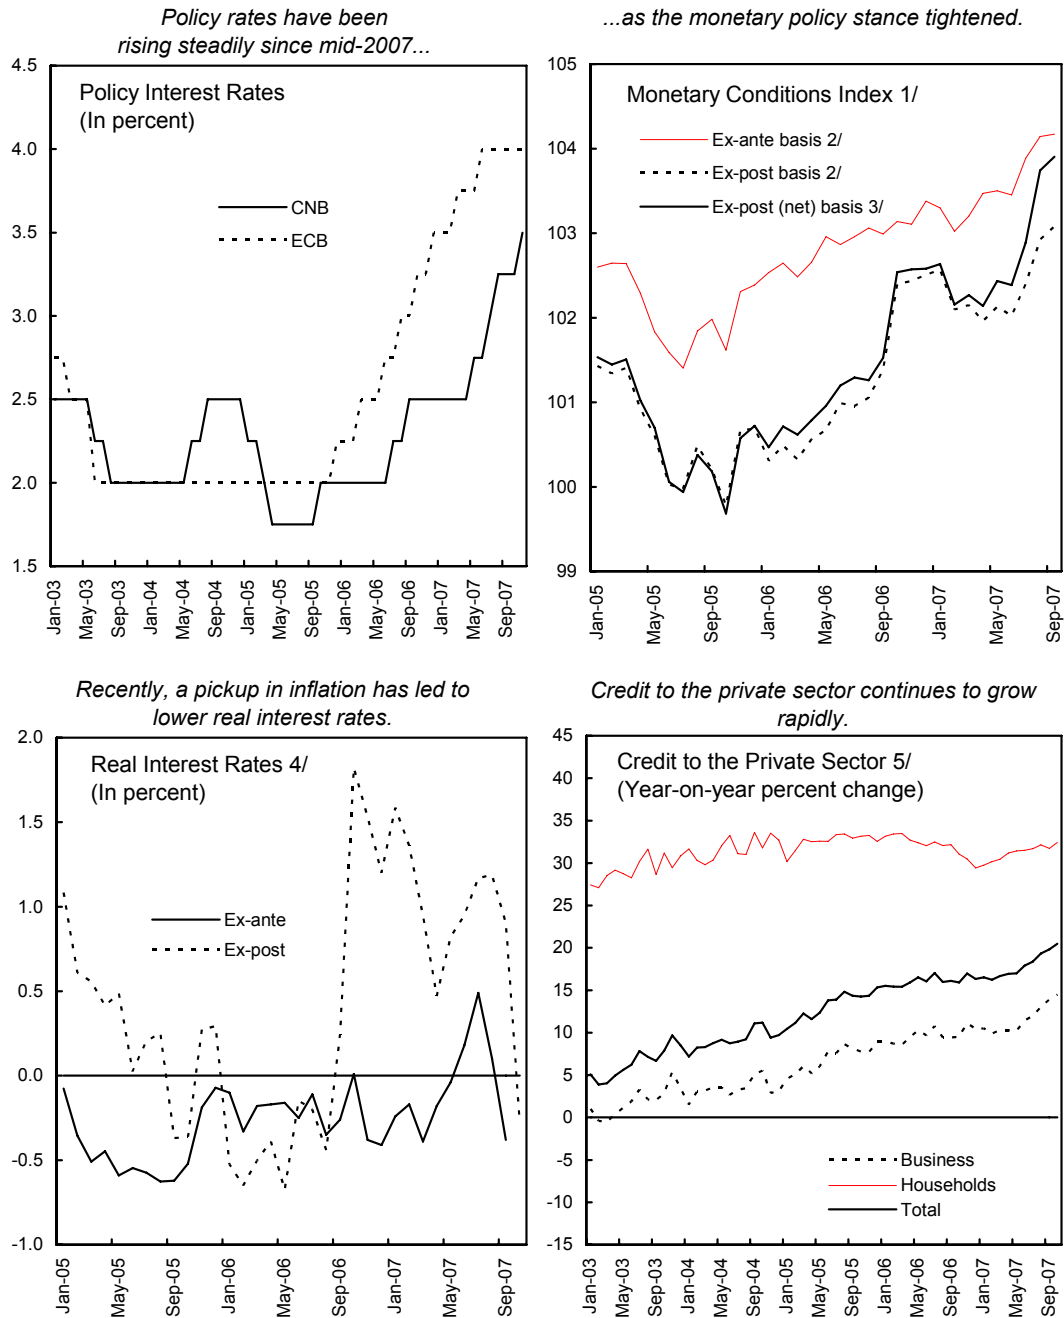 Policy rates have been
rising steadily since mid-2007...
4.5
4.0
3.5
3.0
2.5
2.0
1.5
Policy Interest Rates
(In percent)
CNB
ECB
Jan-03
May-03
Sep-03
Jan-04
May-04
Sep-04
Jan-05
May-05
Sep-05
Jan-06
May-06
Sep-06
Jan-07
May-07
Sep-07
...as the monetary policy stance tightened.
105
104
103
102
101
100
99
Monetary Conditions Index 1/
Ex-ante basis 2/
Ex-post basis 2/
Ex-post (net) basis 3/
Jan-05
May-05
Sep-05
Jan-06
May-06
Sep-06
Jan-07
May-07
Sep-07
Recently, a pickup in inflation has led to
lower real interest rates.
2.0
1.5
1.0
0.5
0.0
-0.5
-1.0
Real Interest Rates 4/
(In percent)
Ex-ante
Ex-post
Jan-05
May-05
Sep-05
Jan-06
May-06
Sep-06
Jan-07
May-07
Sep-07
Credit to the private sector continues to grow
rapidly.
45
40
35
30
25
20
15
10
5
0
-5
-10
-15
Credit to the Private Sector 5/
(Year-on-year percent change)
Business
Households
Total
Jan-03
May-03
Sep-03
Jan-04
May-04
Sep-04
Jan-05
May-05
Sep-05
Jan-06
May-06
Sep-06
Jan-07
May-07
Sep-07